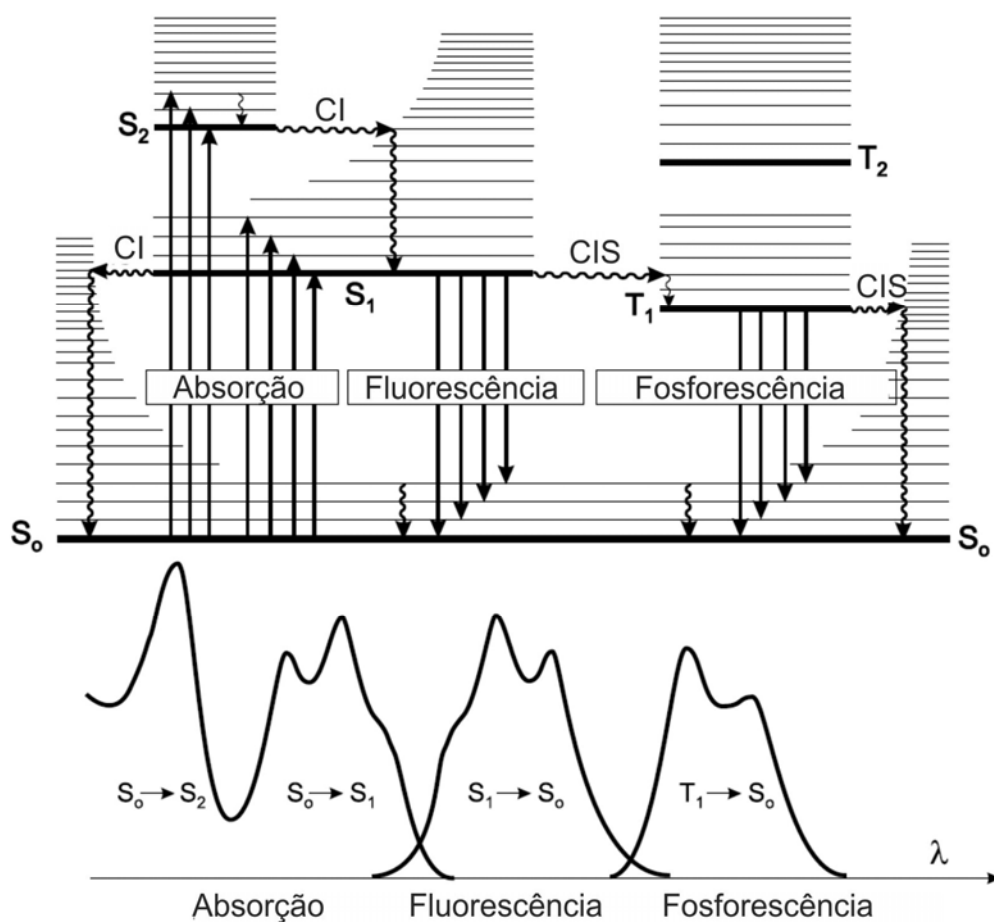 CI
S₂
T₂
CI
CIS
S₁
T₁
CIS
Absorção
Fluorescência
Fosforescência
Sₒ
Sₒ
Sₒ→S₂
Sₒ→S₁
S₁→Sₒ
T₁→Sₒ
λ
Absorção
Fluorescência
Fosforescência